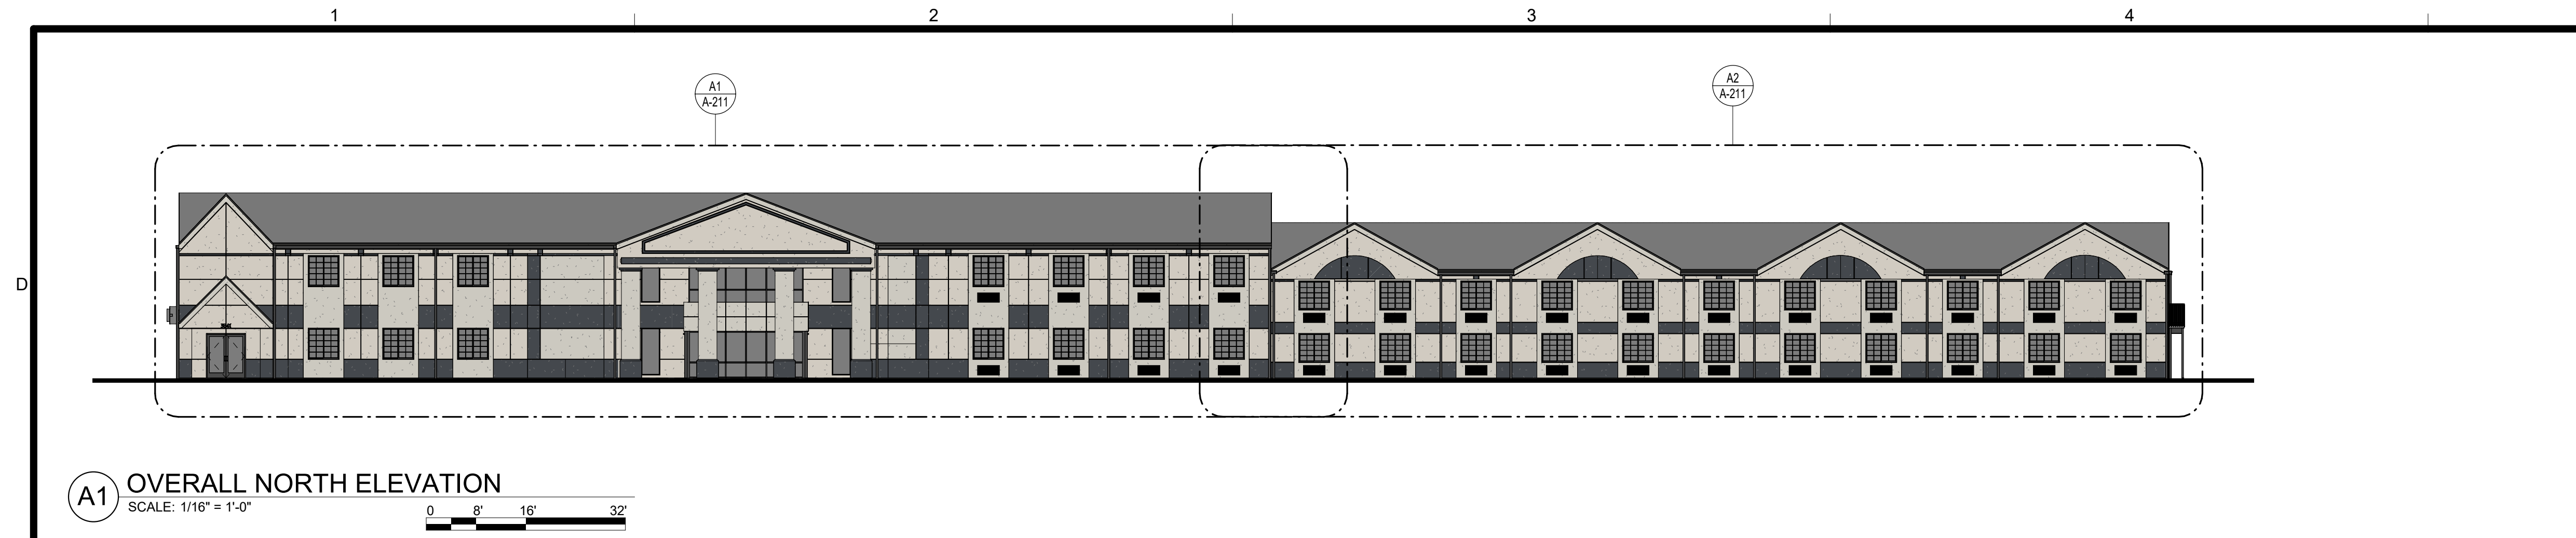 1 2 3 4
A1
A-211
A2
A-211
D
A1 OVERALL NORTH ELEVATION
SCALE: 1/16" = 1'-0"
0 8' 16' 32'